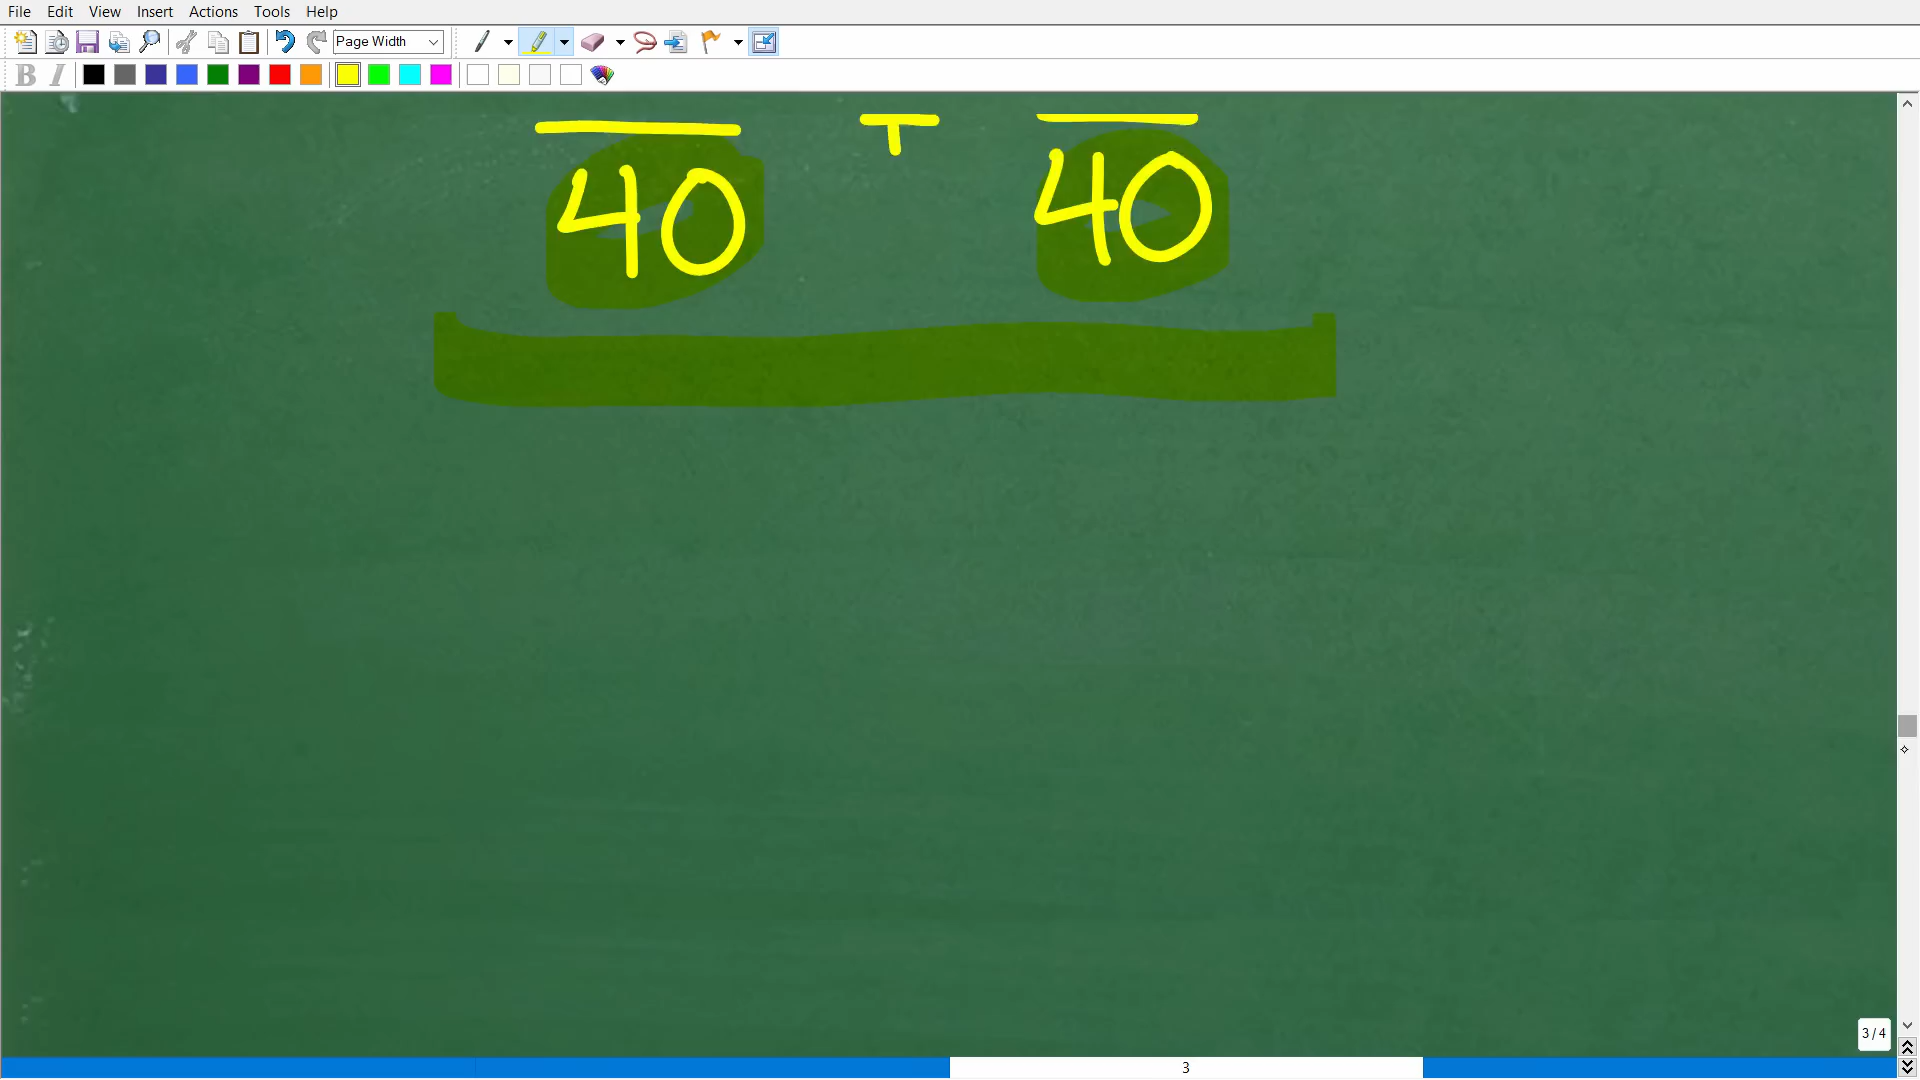 File Edit View Insert Actions Tools Help
Page Width
B I
40 40
3 / 4
3